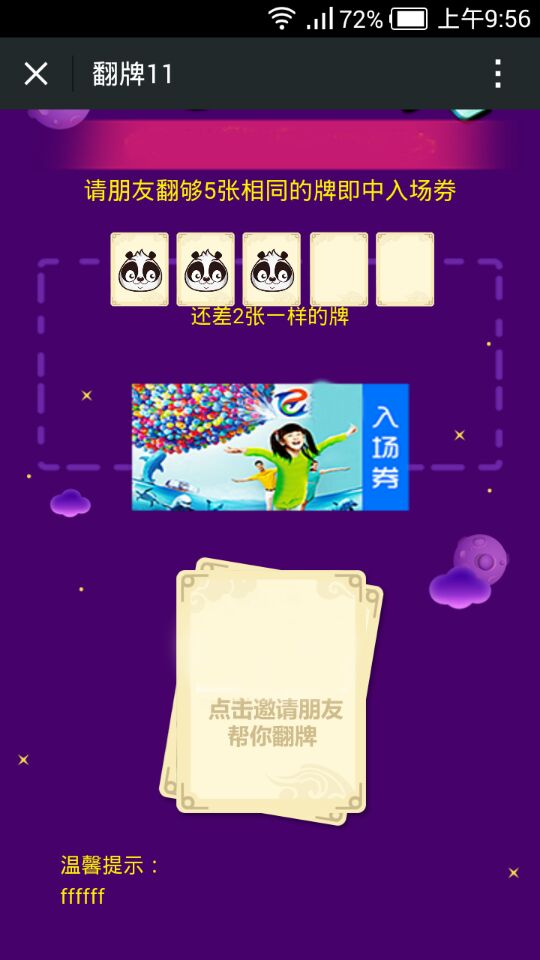 72% 上午9:56
翻牌11
请朋友翻够5张相同的牌即中入场券
还差2张一样的牌
入场券
点击邀请朋友
帮你翻牌
温馨提示：
ffffff